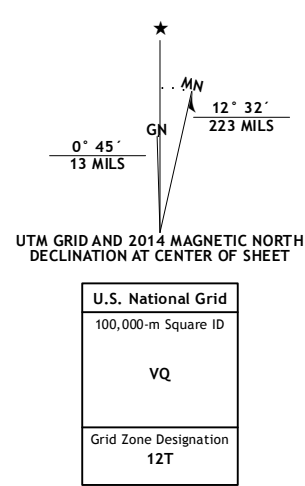 ★
MN
12° 32´
223 MILS
GN
0° 45´
13 MILS
UTM GRID AND 2014 MAGNETIC NORTH
DECLINATION AT CENTER OF SHEET
U.S. National Grid
100,000-m Square ID
VQ
Grid Zone Designation
12T